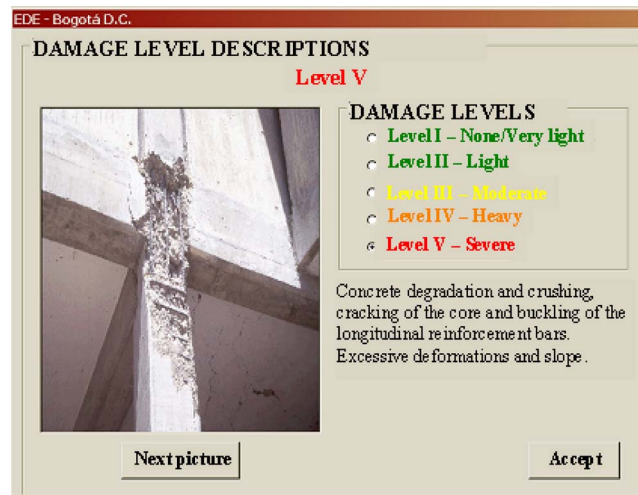 EDE - Bogotá D.C.
DAMAGE LEVEL DESCRIPTIONS
Level V
DAMAGE LEVELS
Level I – None/Very light
Level II – Light
Level III – Moderate
Level IV – Heavy
Level V – Severe
Concrete degradation and crushing,
cracking of the core and buckling of the
longitudinal reinforcement bars.
Excessive deformations and slope.
Next picture
Accept